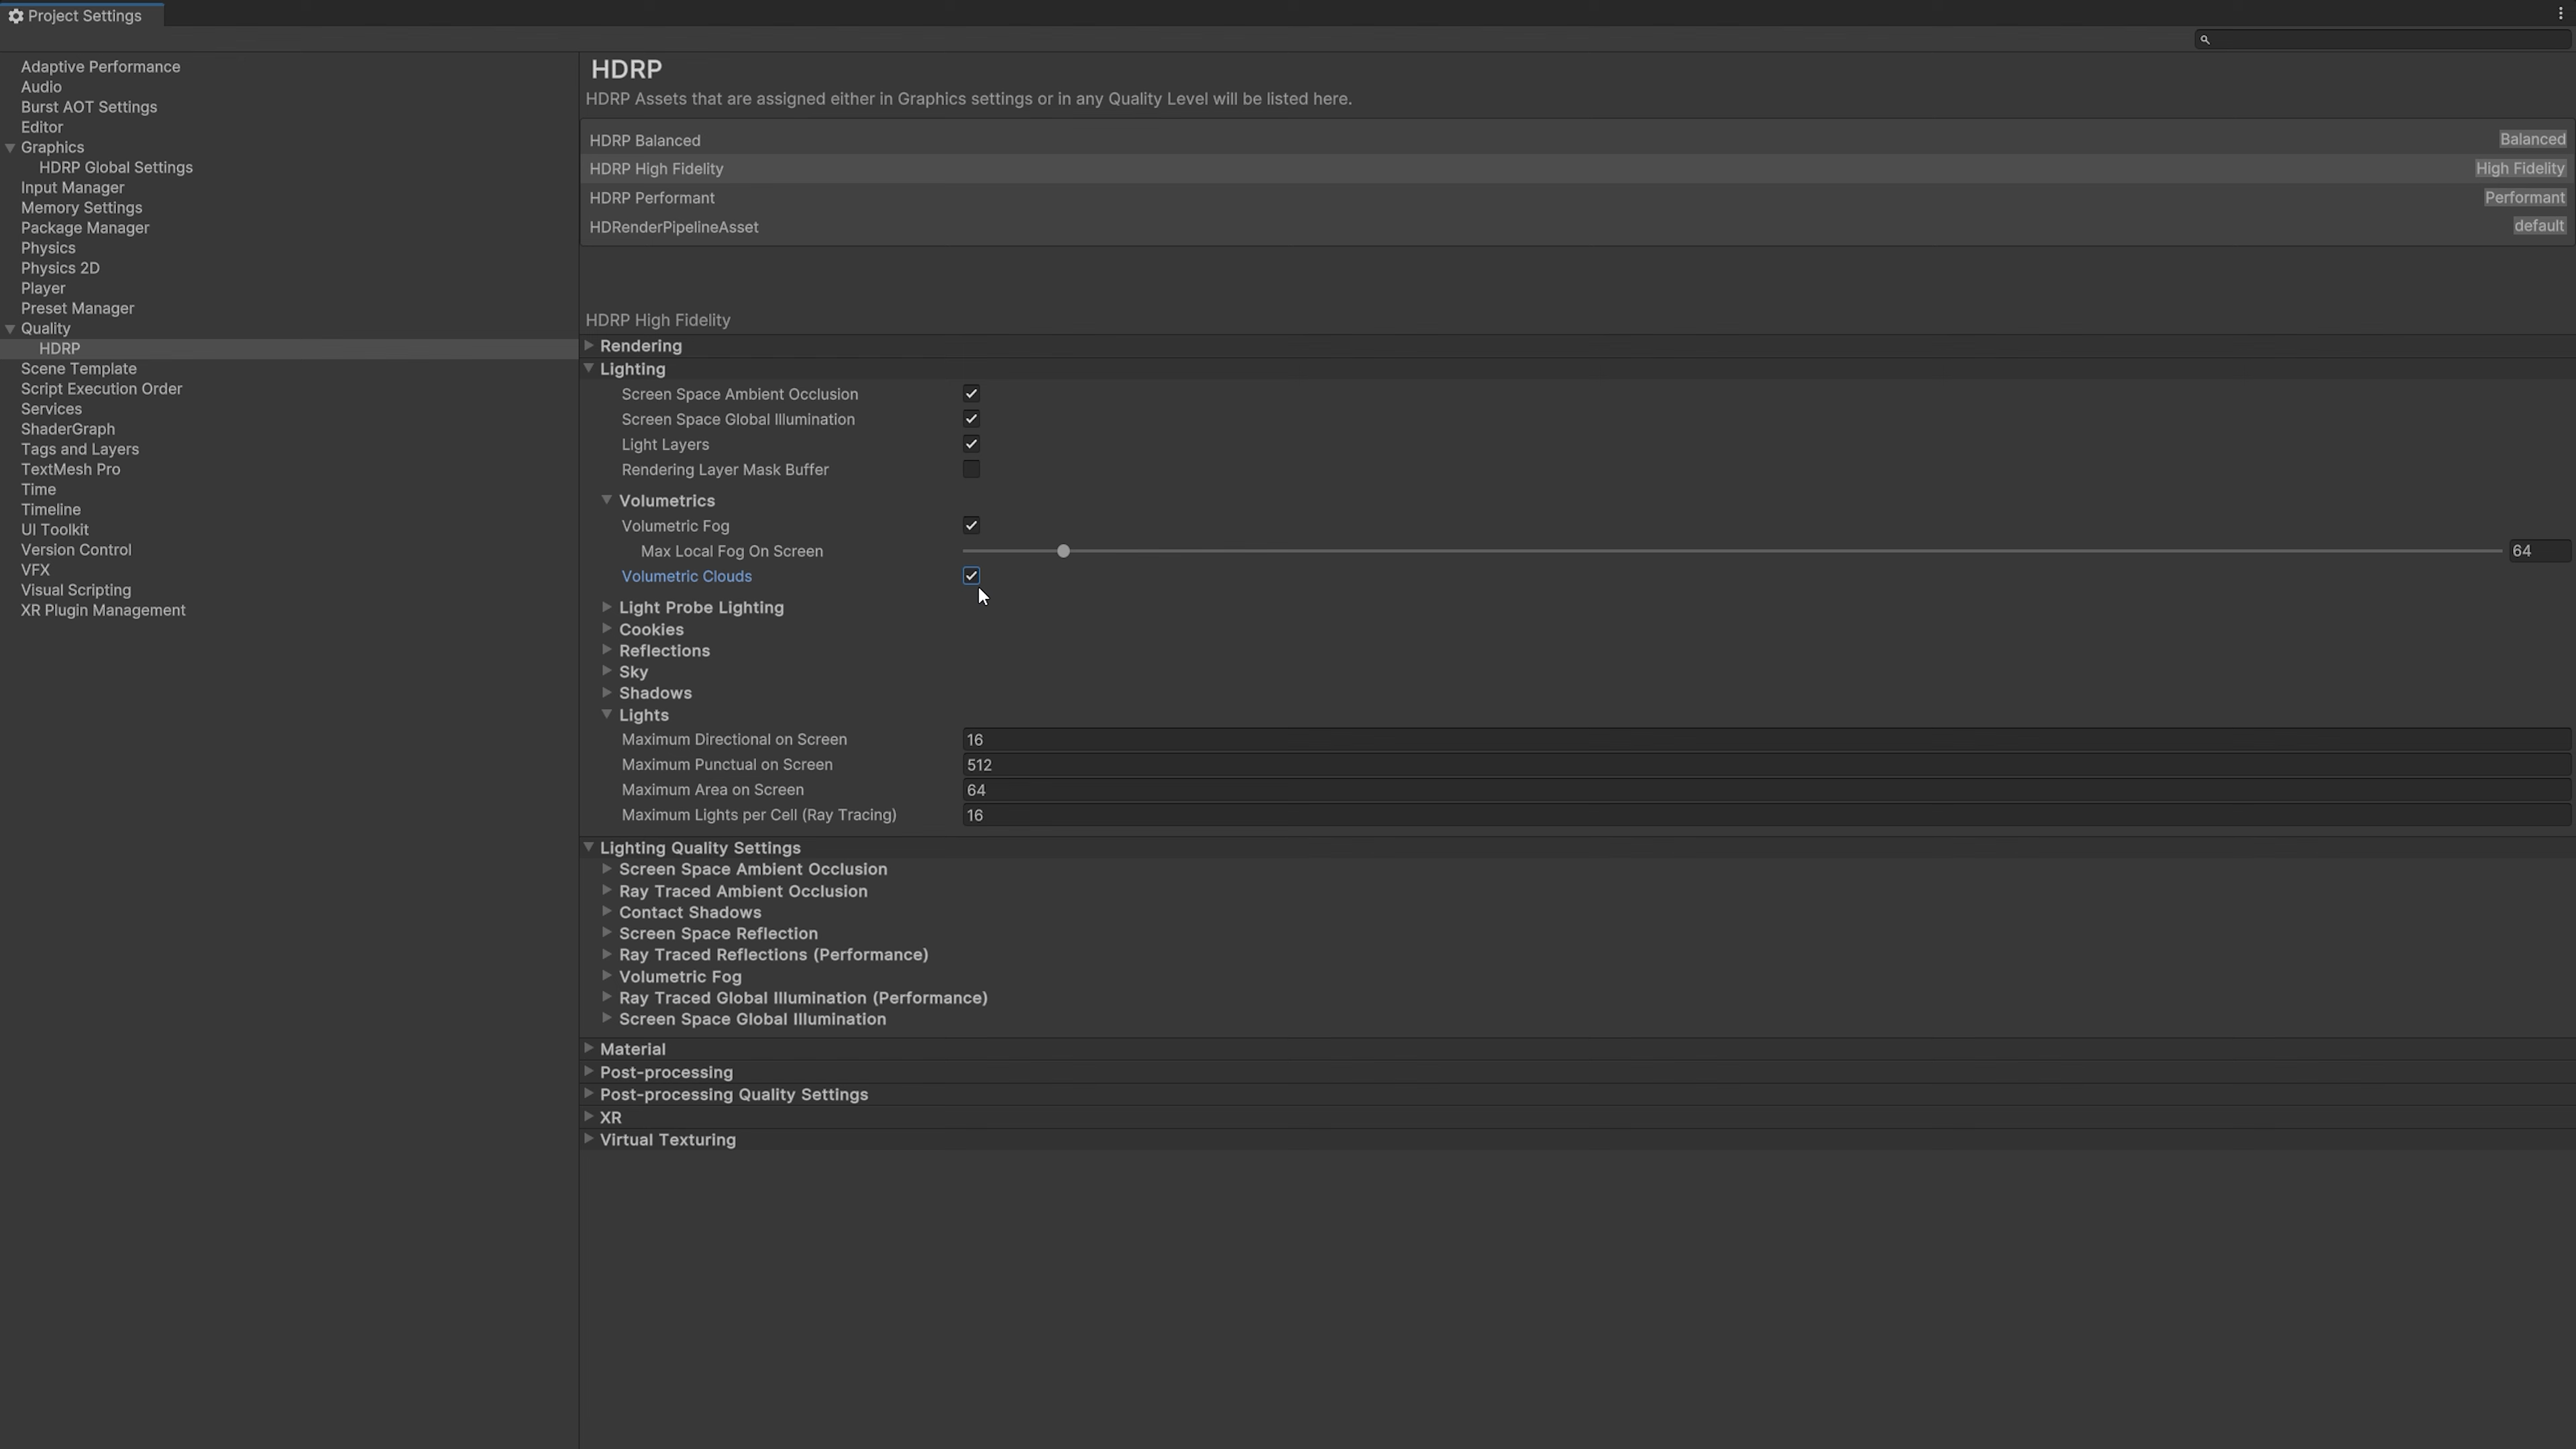 Project Settings
Adaptive Performance
Audio
Burst AOT Settings
Editor
Graphics
HDRP Global Settings
Input Manager
Memory Settings
Package Manager
Physics
Physics 2D
Player
Preset Manager
Quality
HDRP
Scene Template
Script Execution Order
Services
ShaderGraph
Tags and Layers
TextMesh Pro
Time
Timeline
UI Toolkit
Version Control
VFX
Visual Scripting
XR Plugin Management
HDRP
HDRP Assets that are assigned either in Graphics settings or in any Quality Level will be listed here.
HDRP Balanced Balanced
HDRP High Fidelity High Fidelity
HDRP Performant Performant
HDRenderPipelineAsset default
HDRP High Fidelity
Rendering
Lighting
Screen Space Ambient Occlusion
Screen Space Global Illumination
Light Layers
Rendering Layer Mask Buffer
Volumetrics
Volumetric Fog
Max Local Fog On Screen 64
Volumetric Clouds
Light Probe Lighting
Cookies
Reflections
Sky
Shadows
Lights
Maximum Directional on Screen 16
Maximum Punctual on Screen 512
Maximum Area on Screen 64
Maximum Lights per Cell (Ray Tracing) 16
Lighting Quality Settings
Screen Space Ambient Occlusion
Ray Traced Ambient Occlusion
Contact Shadows
Screen Space Reflection
Ray Traced Reflections (Performance)
Volumetric Fog
Ray Traced Global Illumination (Performance)
Screen Space Global Illumination
Material
Post-processing
Post-processing Quality Settings
XR
Virtual Texturing